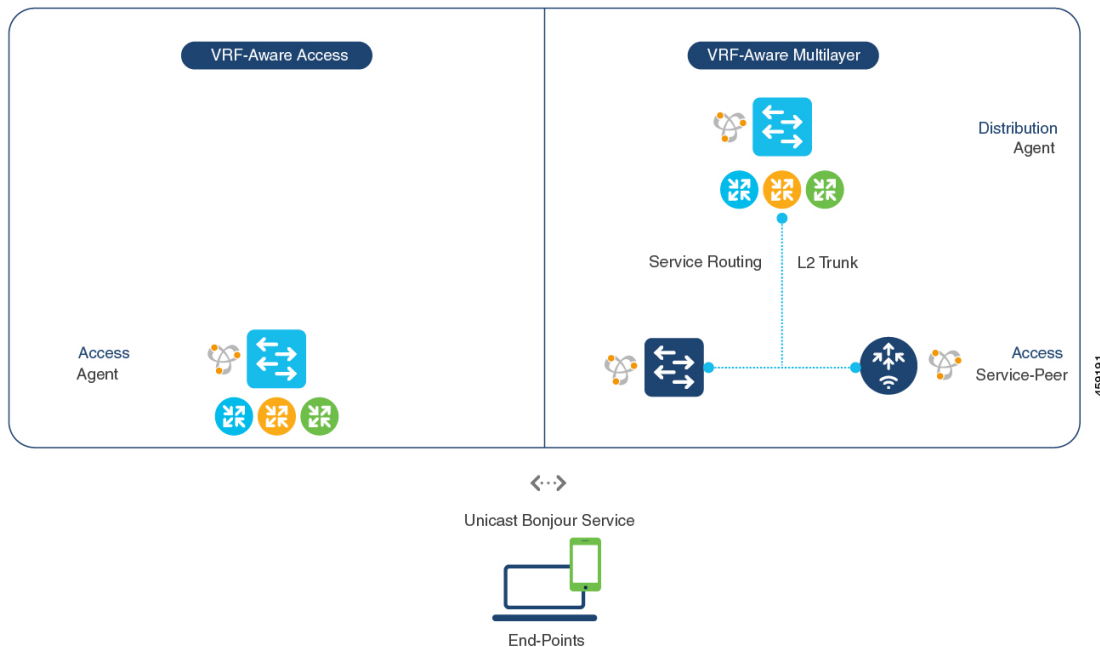 VRF-Aware Access
VRF-Aware Multilayer
Distribution
Agent
Service Routing
L2 Trunk
Access
Agent
Access
Service-Peer
459191
Unicast Bonjour Service
End-Points